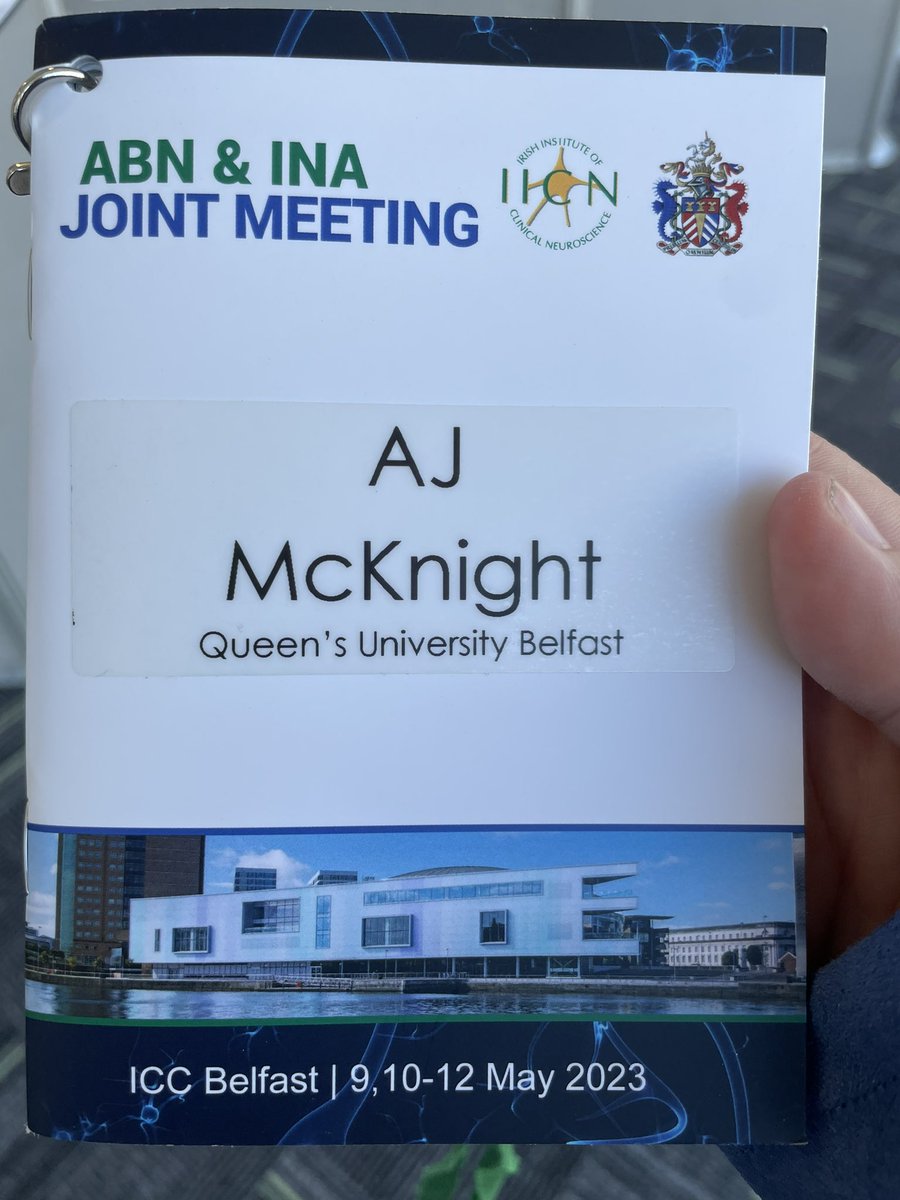 ABN & INA
JOINT MEETING
IRISH INSTITUTE OF
IICN
CLINICAL NEUROSCIENCE
AJ
McKnight
Queen's University Belfast
ICC Belfast | 9,10-12 May 2023